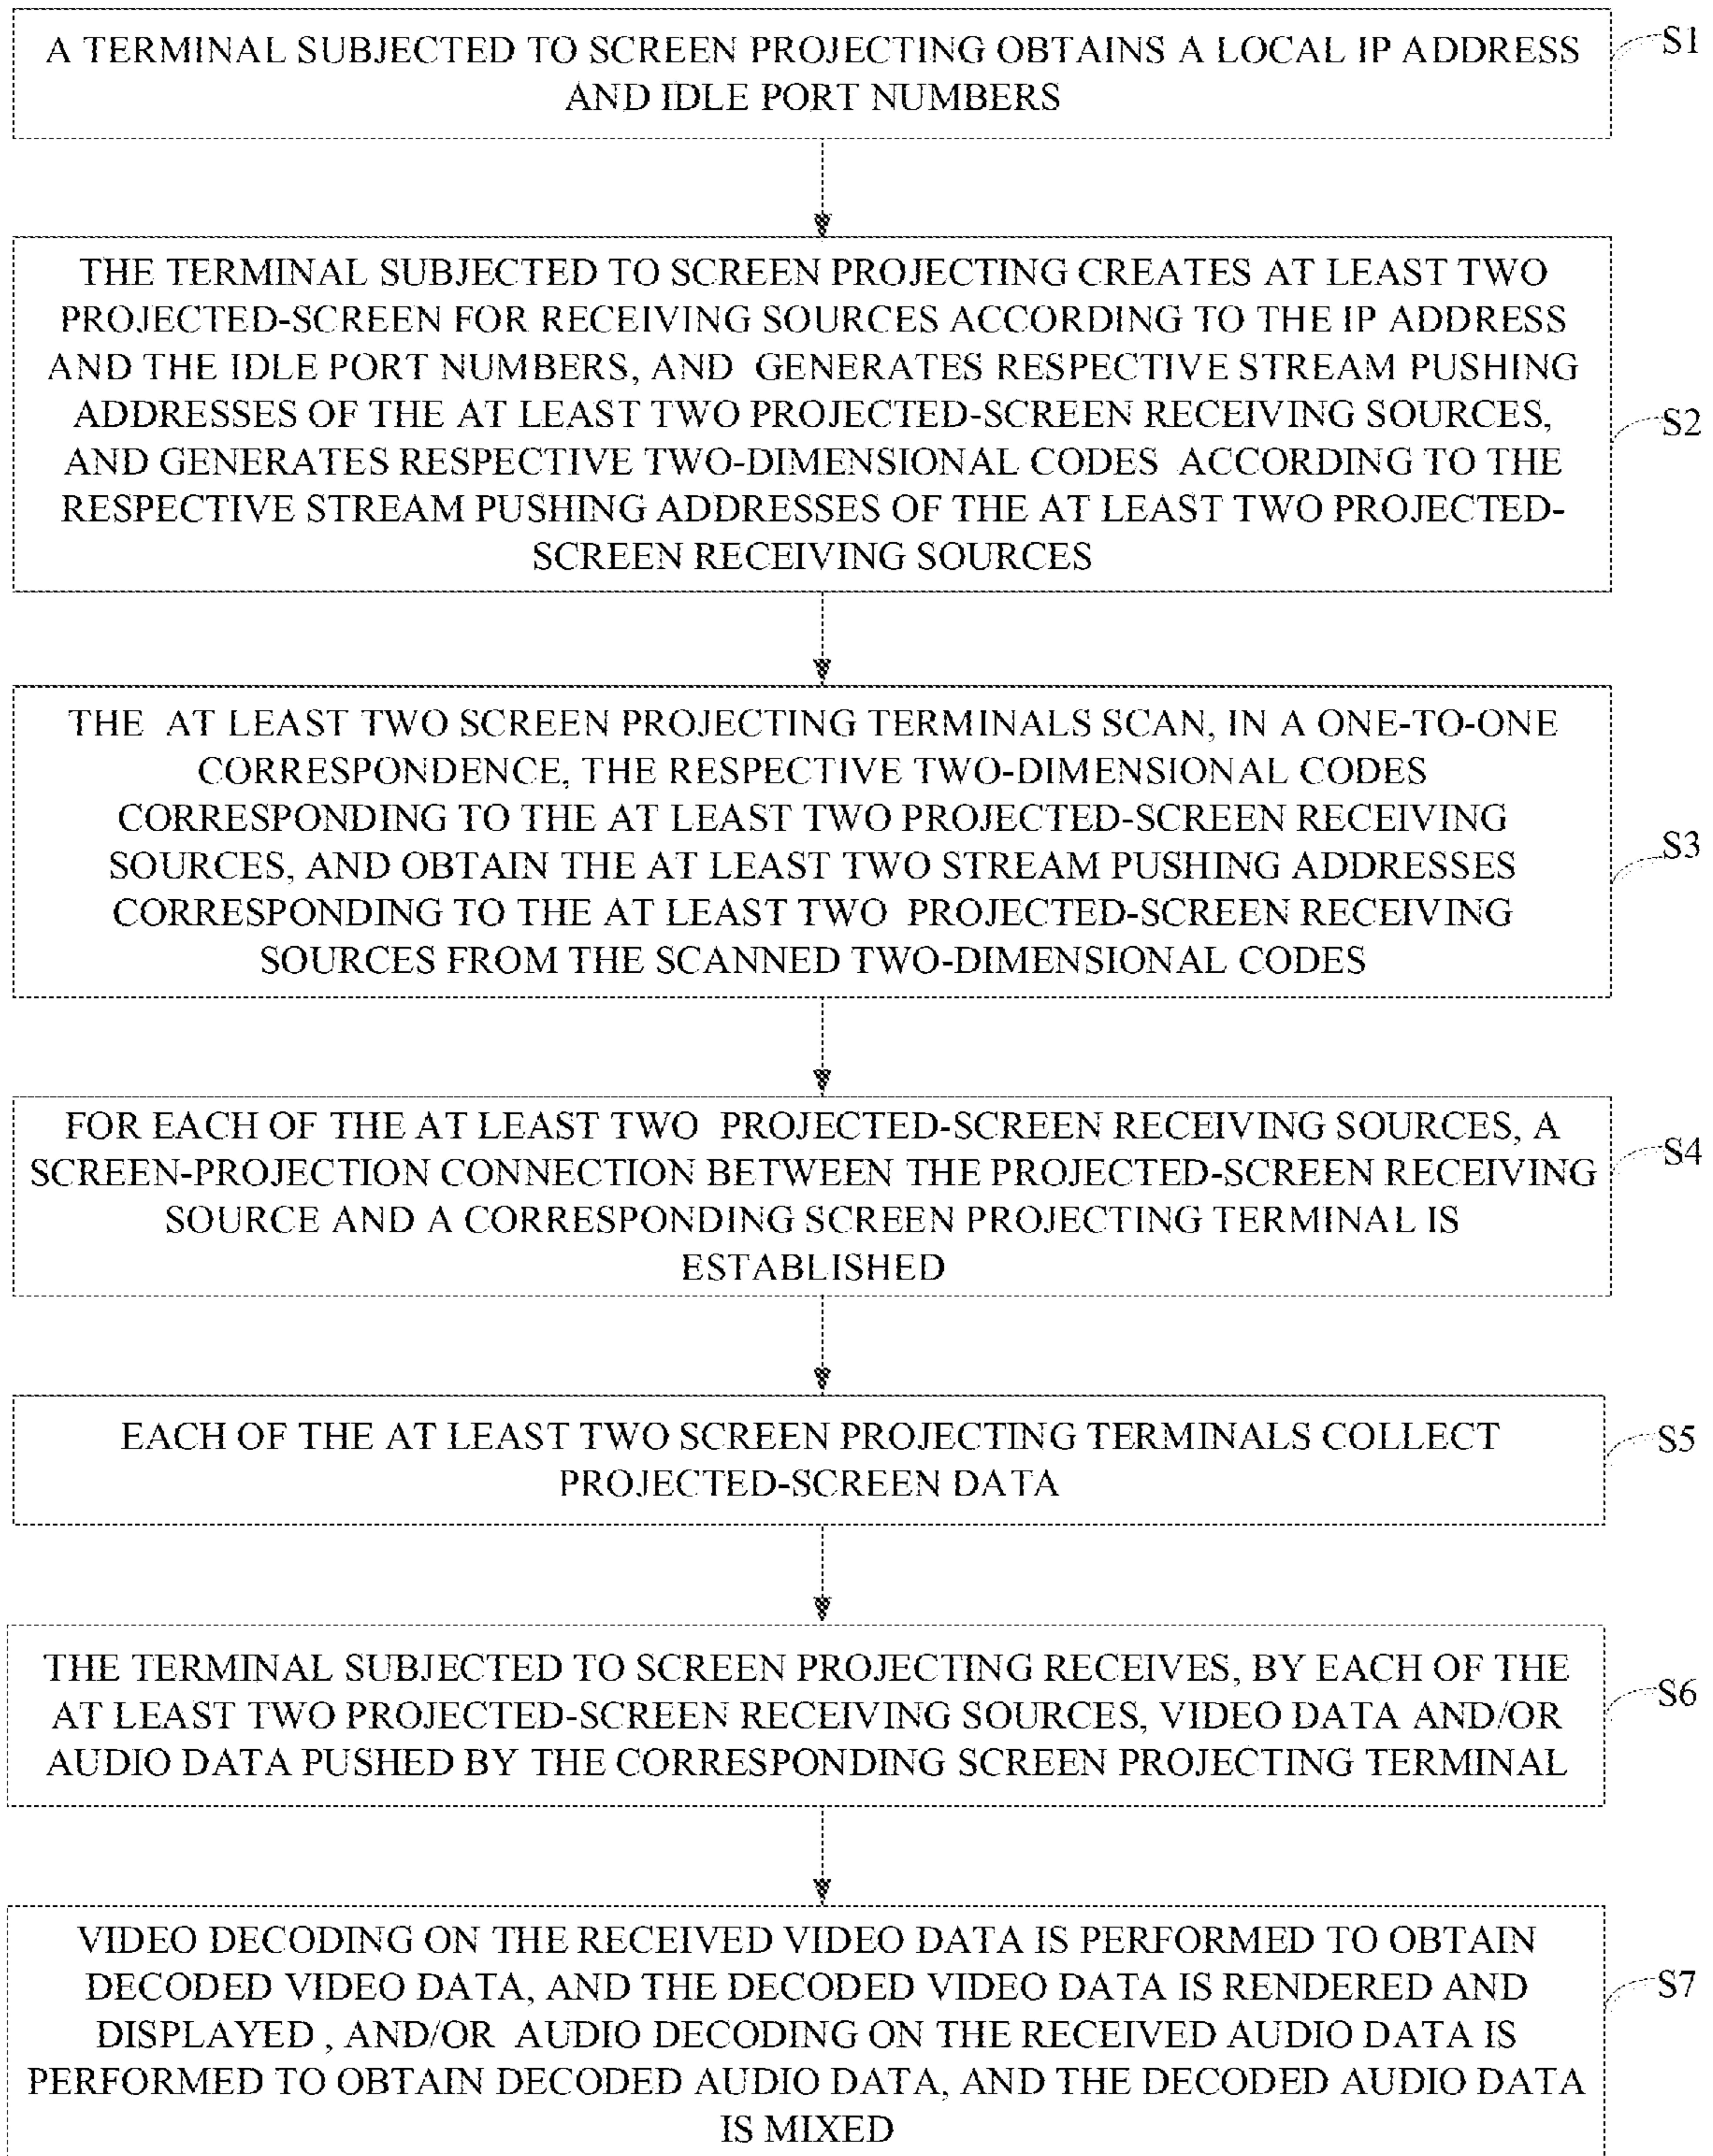 A TERMINAL SUBJECTED TO SCREEN PROJECTING OBTAINS A LOCAL IP ADDRESS
AND IDLE PORT NUMBERS
S1
THE TERMINAL SUBJECTED TO SCREEN PROJECTING CREATES AT LEAST TWO
PROJECTED-SCREEN FOR RECEIVING SOURCES ACCORDING TO THE IP ADDRESS
AND THE IDLE PORT NUMBERS, AND GENERATES RESPECTIVE STREAM PUSHING
ADDRESSES OF THE AT LEAST TWO PROJECTED-SCREEN RECEIVING SOURCES,
AND GENERATES RESPECTIVE TWO-DIMENSIONAL CODES ACCORDING TO THE
RESPECTIVE STREAM PUSHING ADDRESSES OF THE AT LEAST TWO PROJECTED-
SCREEN RECEIVING SOURCES
S2
THE AT LEAST TWO SCREEN PROJECTING TERMINALS SCAN, IN A ONE-TO-ONE
CORRESPONDENCE, THE RESPECTIVE TWO-DIMENSIONAL CODES
CORRESPONDING TO THE AT LEAST TWO PROJECTED-SCREEN RECEIVING
SOURCES, AND OBTAIN THE AT LEAST TWO STREAM PUSHING ADDRESSES
CORRESPONDING TO THE AT LEAST TWO PROJECTED-SCREEN RECEIVING
SOURCES FROM THE SCANNED TWO-DIMENSIONAL CODES
S3
FOR EACH OF THE AT LEAST TWO PROJECTED-SCREEN RECEIVING SOURCES, A
SCREEN-PROJECTION CONNECTION BETWEEN THE PROJECTED-SCREEN RECEIVING
SOURCE AND A CORRESPONDING SCREEN PROJECTING TERMINAL IS
ESTABLISHED
S4
EACH OF THE AT LEAST TWO SCREEN PROJECTING TERMINALS COLLECT
PROJECTED-SCREEN DATA
S5
THE TERMINAL SUBJECTED TO SCREEN PROJECTING RECEIVES, BY EACH OF THE
AT LEAST TWO PROJECTED-SCREEN RECEIVING SOURCES, VIDEO DATA AND/OR
AUDIO DATA PUSHED BY THE CORRESPONDING SCREEN PROJECTING TERMINAL
S6
VIDEO DECODING ON THE RECEIVED VIDEO DATA IS PERFORMED TO OBTAIN
DECODED VIDEO DATA, AND THE DECODED VIDEO DATA IS RENDERED AND
DISPLAYED , AND/OR AUDIO DECODING ON THE RECEIVED AUDIO DATA IS
PERFORMED TO OBTAIN DECODED AUDIO DATA, AND THE DECODED AUDIO DATA
IS MIXED
S7